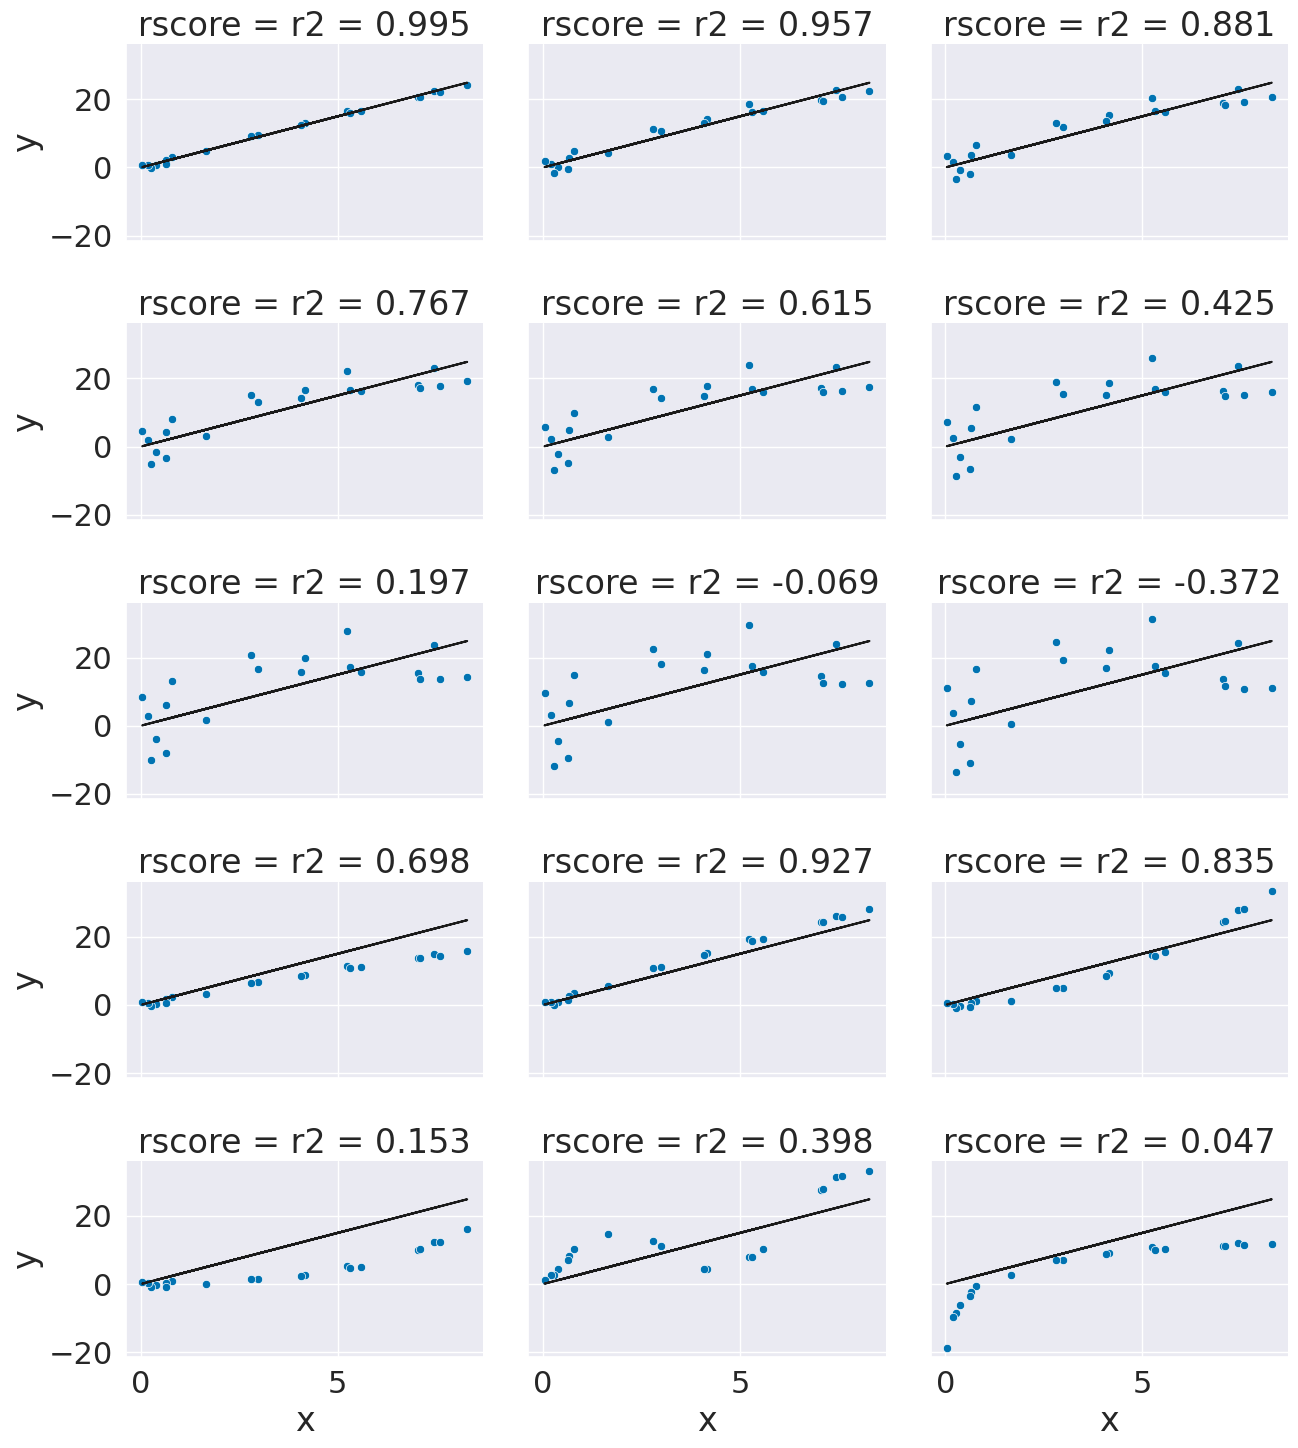 rscore = r2 = 0.995
rscore = r2 = 0.957
rscore = r2 = 0.881
20
0
−20
y
rscore = r2 = 0.767
rscore = r2 = 0.615
rscore = r2 = 0.425
20
0
−20
y
rscore = r2 = 0.197
rscore = r2 = -0.069
rscore = r2 = -0.372
20
0
−20
y
rscore = r2 = 0.698
rscore = r2 = 0.927
rscore = r2 = 0.835
20
0
−20
y
rscore = r2 = 0.153
rscore = r2 = 0.398
rscore = r2 = 0.047
20
0
−20
y
0 5
0 5
0 5
x
x
x